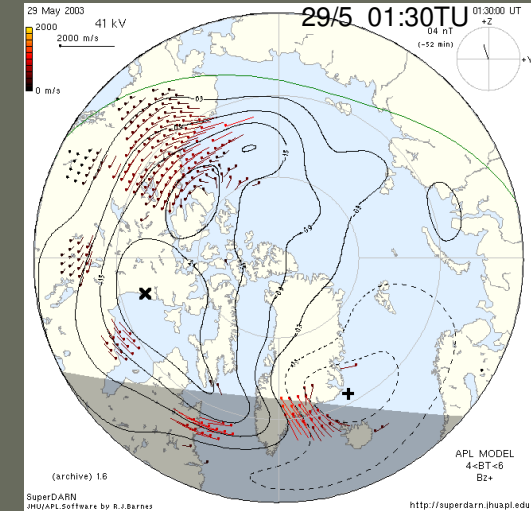 29 May 2003
41 kV
29/5 01:30TU
01:30:00 UT
2000
2000 m/s
0 m/s
04 nT
(~52 min)
+Z
+Y
APL MODEL
4<BT<6
Bz+
(archive) 1.6
SuperDARN
JHU/APL Software by R.J.Barnes
http://superdarn.jhuapl.edu